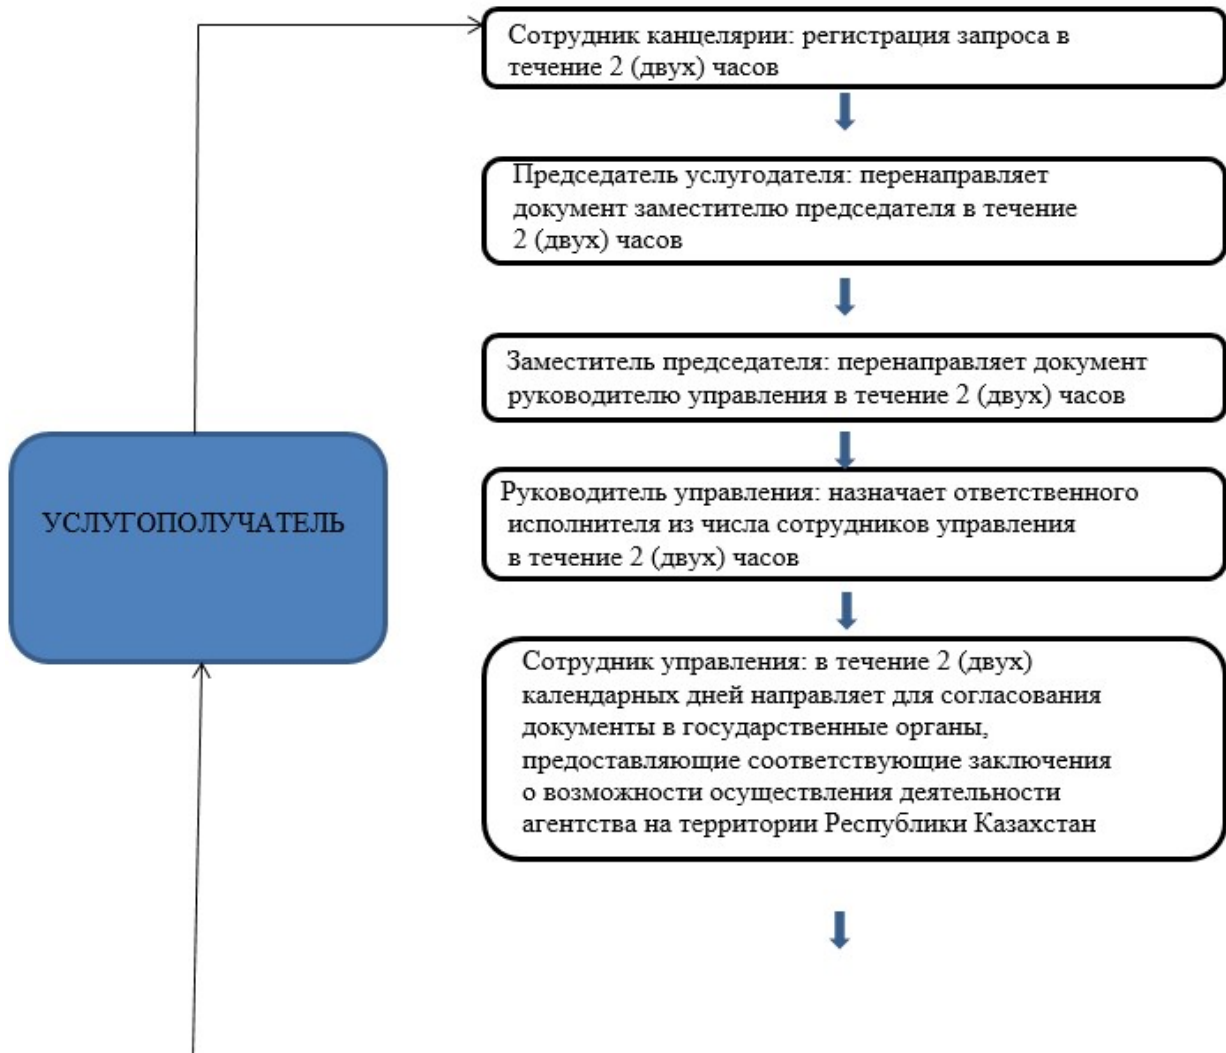 Сотрудник канцелярии: регистрация запроса в
течение 2 (двух) часов
Председатель услугодателя: перенаправляет
документ заместителю председателя в течение
2 (двух) часов
Заместитель председателя: перенаправляет документ
руководителю управления в течение 2 (двух) часов
УСЛУГОПОЛУЧАТЕЛЬ
Руководитель управления: назначает ответственного
исполнителя из числа сотрудников управления
в течение 2 (двух) часов
Сотрудник управления: в течение 2 (двух)
календарных дней направляет для согласования
документы в государственные органы,
предоставляющие соответствующие заключения
о возможности осуществления деятельности
агентства на территории Республики Казахстан